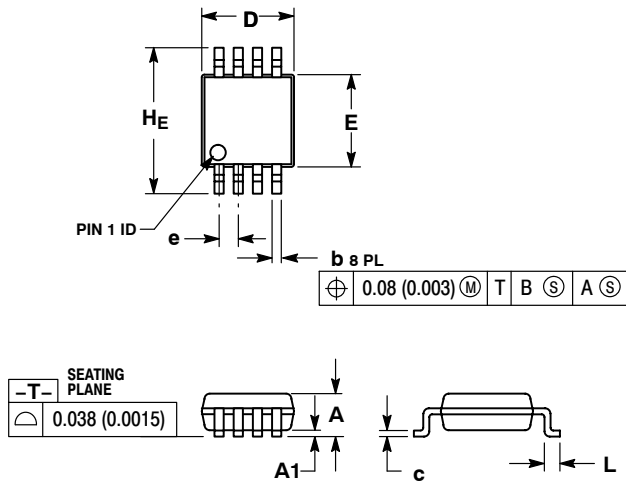 D
HE
E
PIN 1 ID
e
b 8 PL
⌖ 0.08 (0.003) Ⓜ T B Ⓢ A Ⓢ
–T– SEATING PLANE
⌓ 0.038 (0.0015)
A
A1
c
L